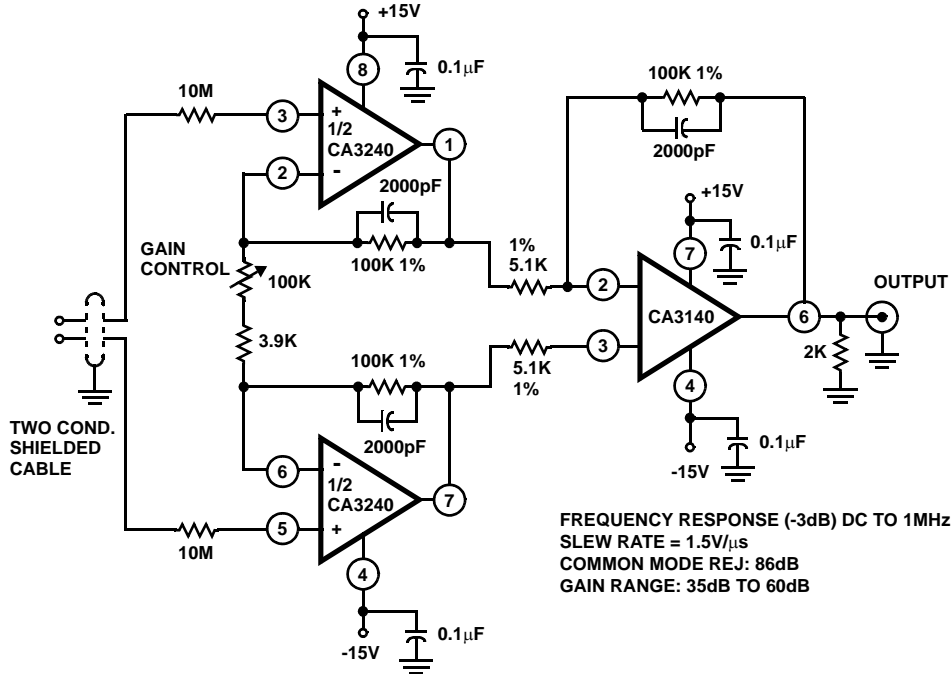 +15V
8
0.1μF
10M
3
+
1/2
CA3240
1
2
-
2000pF
100K 1%
GAIN
CONTROL
100K
3.9K
100K 1%
2000pF
TWO COND.
SHIELDED
CABLE
6
-
1/2
CA3240
7
5
+
10M
4
0.1μF
-15V
100K 1%
2000pF
+15V
7
0.1μF
1%
5.1K
2
CA3140
6
OUTPUT
3
5.1K
1%
2K
4
0.1μF
-15V
FREQUENCY RESPONSE (-3dB) DC TO 1MHz
SLEW RATE = 1.5V/μs
COMMON MODE REJ: 86dB
GAIN RANGE: 35dB TO 60dB